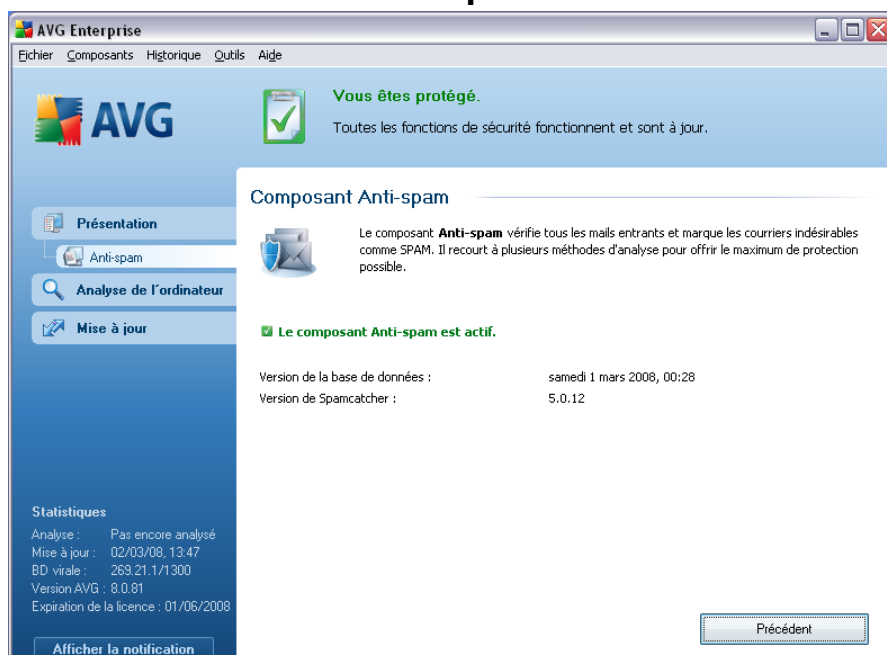 AVG Enterprise
Fichier Composants Historique Outils Aide
AVG
Vous êtes protégé.
Toutes les fonctions de sécurité fonctionnent et sont à jour.
Présentation
Anti-spam
Analyse de l'ordinateur
Mise à jour
Composant Anti-spam
Le composant Anti-spam vérifie tous les mails entrants et marque les courriers indésirables
comme SPAM. Il recourt à plusieurs méthodes d'analyse pour offrir le maximum de protection
possible.
Le composant Anti-spam est actif.
Version de la base de données : samedi 1 mars 2008, 00:28
Version de Spamcatcher : 5.0.12
Statistiques
Analyse : Pas encore analysé
Mise à jour : 02/03/08, 13:47
BD virale : 269.21.1/1300
Version AVG : 8.0.81
Expiration de la licence : 01/06/2008
Afficher la notification
Précédent